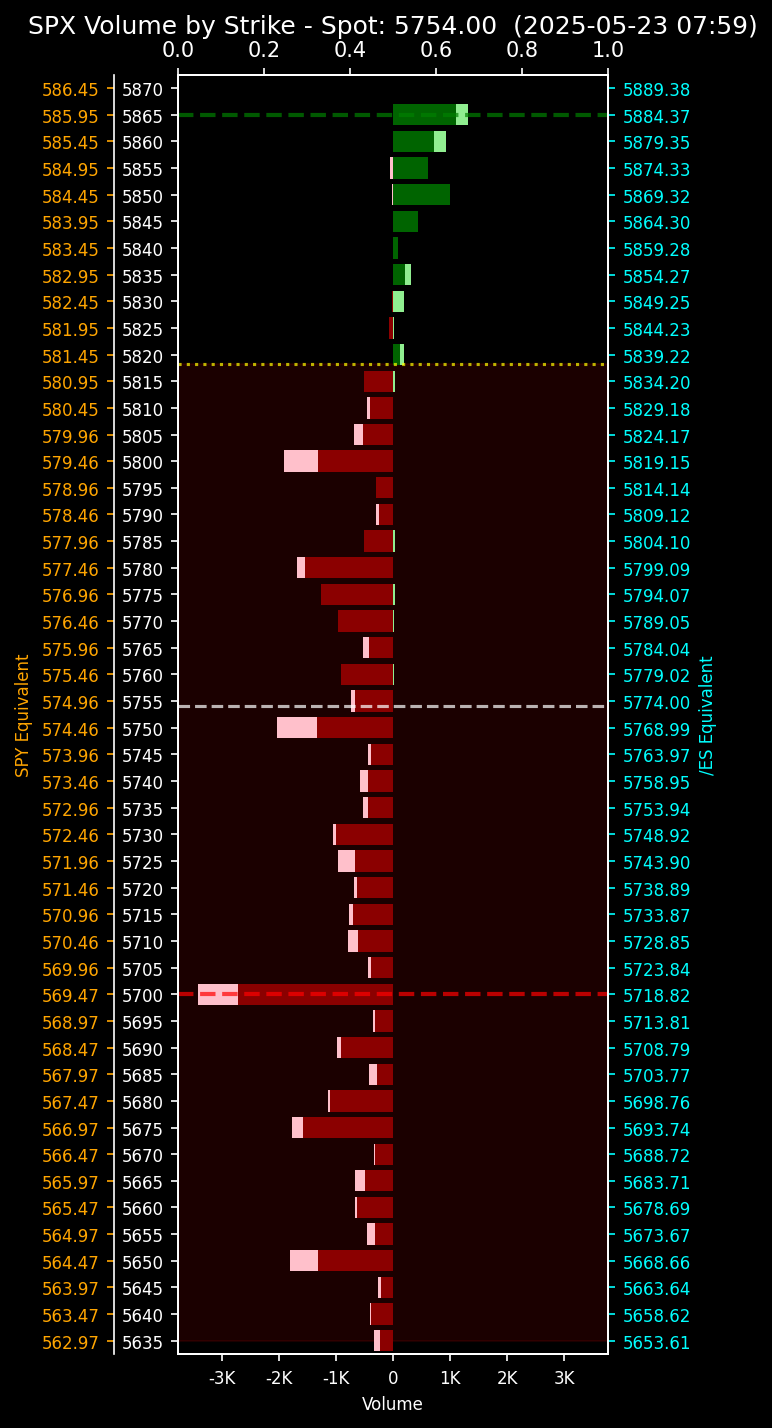 SPX Volume by Strike - Spot: 5754.00 (2025-05-23 07:59)
0.0 0.2 0.4 0.6 0.8 1.0
586.45 5870 5889.38
585.95 5865 5884.37
585.45 5860 5879.35
584.95 5855 5874.33
584.45 5850 5869.32
583.95 5845 5864.30
583.45 5840 5859.28
582.95 5835 5854.27
582.45 5830 5849.25
581.95 5825 5844.23
581.45 5820 5839.22
580.95 5815 5834.20
580.45 5810 5829.18
579.96 5805 5824.17
579.46 5800 5819.15
578.96 5795 5814.14
578.46 5790 5809.12
577.96 5785 5804.10
577.46 5780 5799.09
576.96 5775 5794.07
576.46 5770 5789.05
575.96 5765 5784.04
575.46 5760 5779.02
574.96 5755 5774.00
574.46 5750 5768.99
573.96 5745 5763.97
573.46 5740 5758.95
572.96 5735 5753.94
572.46 5730 5748.92
571.96 5725 5743.90
571.46 5720 5738.89
570.96 5715 5733.87
570.46 5710 5728.85
569.96 5705 5723.84
569.47 5700 5718.82
568.97 5695 5713.81
568.47 5690 5708.79
567.97 5685 5703.77
567.47 5680 5698.76
566.97 5675 5693.74
566.47 5670 5688.72
565.97 5665 5683.71
565.47 5660 5678.69
564.97 5655 5673.67
564.47 5650 5668.66
563.97 5645 5663.64
563.47 5640 5658.62
562.97 5635 5653.61
SPY Equivalent
/ES Equivalent
-3K -2K -1K 0 1K 2K 3K
Volume